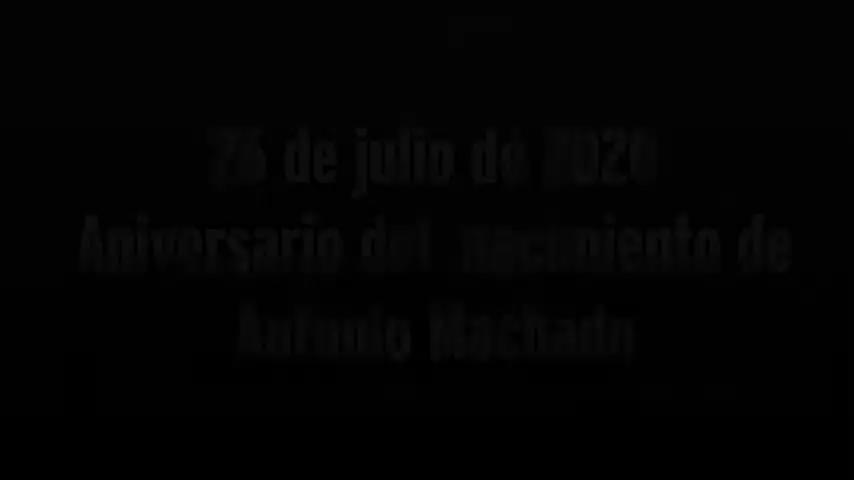 26 de julio de 2020
Aniversario del nacimiento de
Antonio Machado